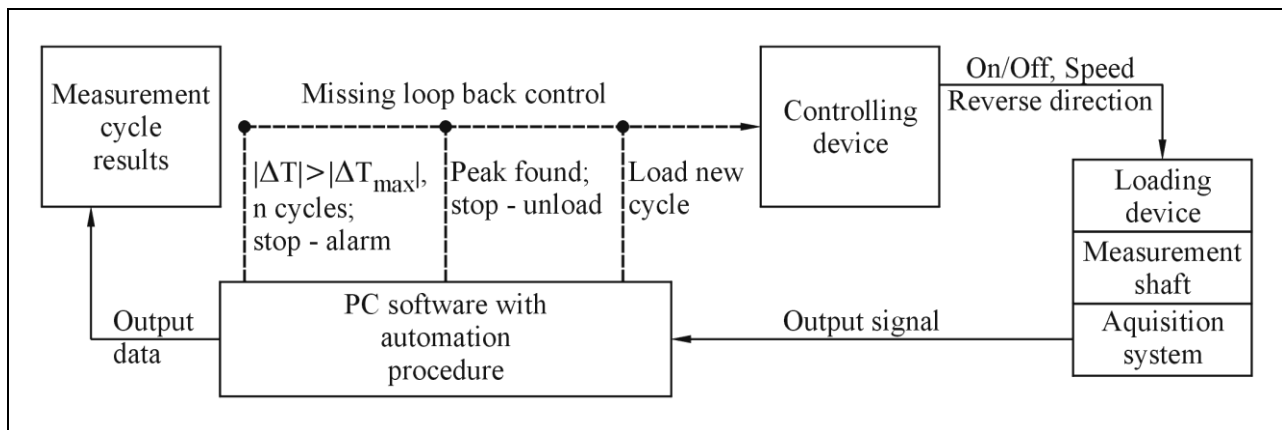 Measurement
cycle
results
Missing loop back control
|ΔT|>|ΔTmax|,
n cycles;
stop - alarm
Peak found;
stop - unload
Load new
cycle
Controlling
device
On/Off, Speed
Reverse direction
Loading
device
Measurement
shaft
Aquisition
system
Output signal
PC software with
automation
procedure
Output
data